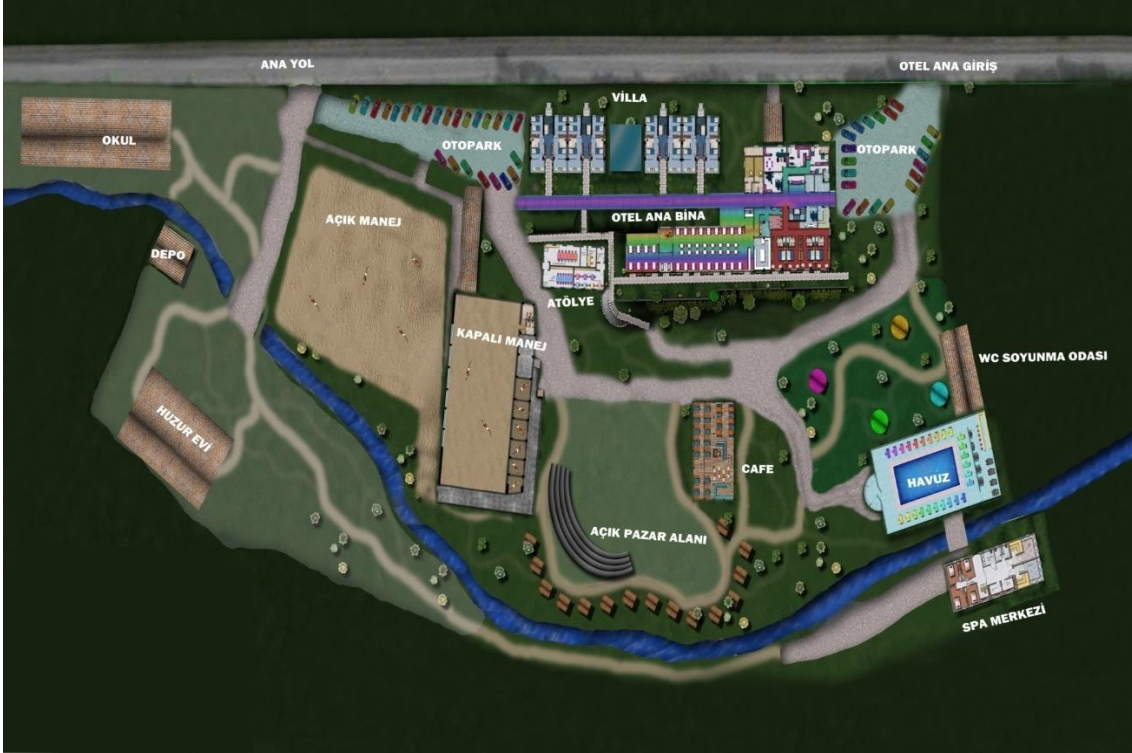 ANA YOL
OTEL ANA GİRİŞ
VİLLA
OKUL
OTOPARK
OTOPARK
AÇIK MANEJ
OTEL ANA BİNA
DEPO
ATÖLYE
KAPALI MANEJ
WC SOYUNMA ODASI
HUZUR EVİ
CAFE
HAVUZ
AÇIK PAZAR ALANI
SPA MERKEZİ